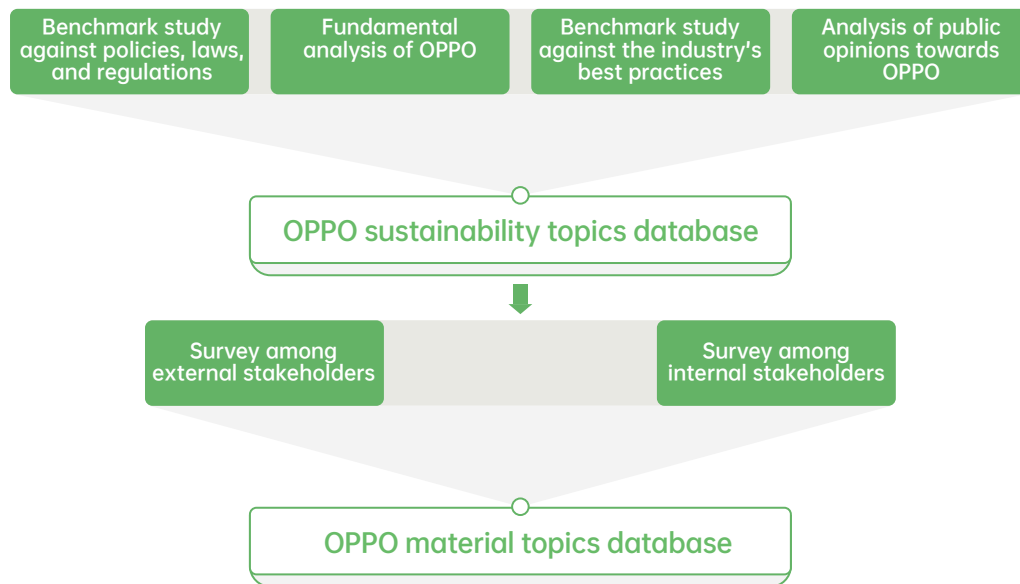 Benchmark study
against policies, laws,
and regulations
Fundamental
analysis of OPPO
Benchmark study
against the industry's
best practices
Analysis of public
opinions towards
OPPO
OPPO sustainability topics database
Survey among
external stakeholders
Survey among
internal stakeholders
OPPO material topics database